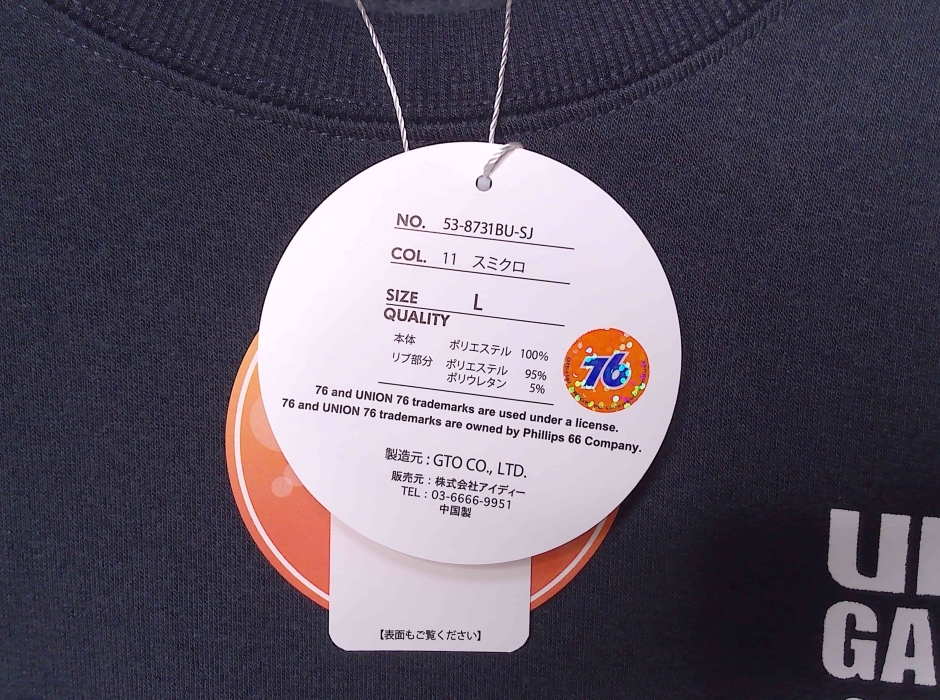 NO. 53-8731BU-SJ
COL. 11 スミクロ
SIZE L
QUALITY
本体 ポリエステル 100%
リブ部分 ポリエステル 95%
ポリウレタン 5%
76
76 and UNION 76 trademarks are used under a license.
76 and UNION 76 trademarks are owned by Phillips 66 Company.
製造元 : GTO CO., LTD.
販売元 : 株式会社アイディー
TEL : 03-6666-9951
中国製
【表面もご覧ください】
GA